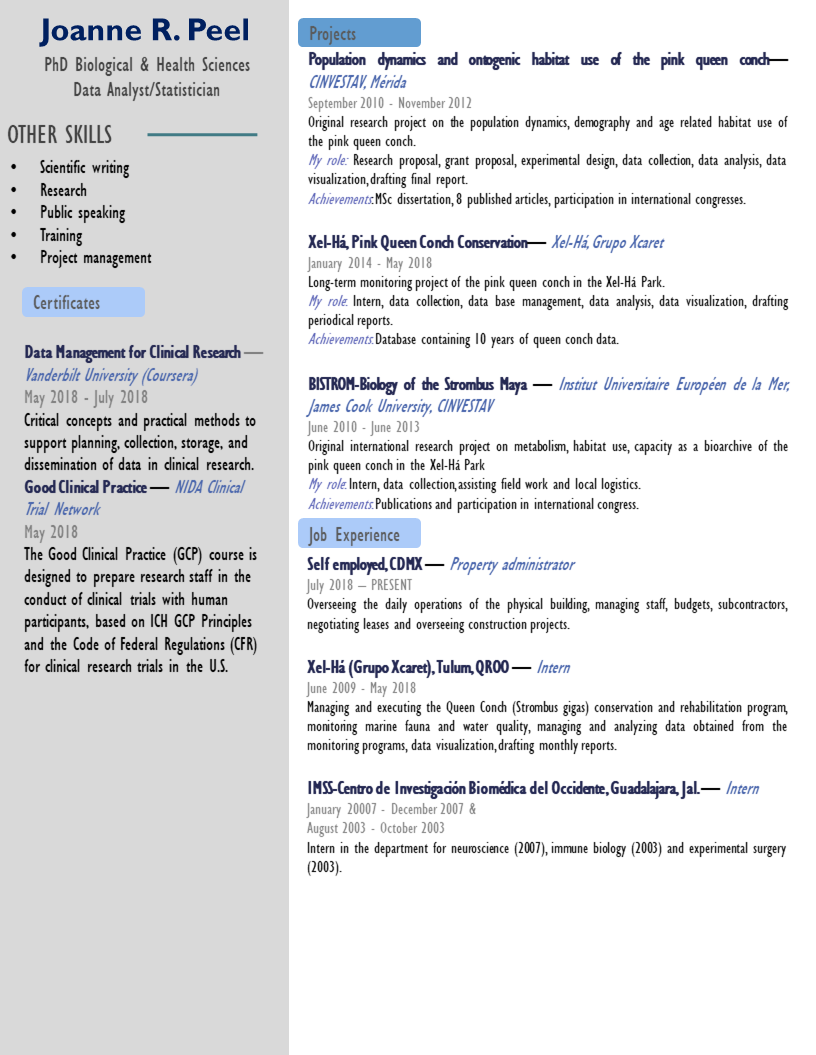 Joanne R. Peel
PhD Biological & Health Sciences
Data Analyst/Statistician
OTHER SKILLS
• Scientific writing
• Research
• Public speaking
• Training
• Project management
Certificates
Data Management for Clinical Research —
Vanderbilt University (Coursera)
May 2018 - July 2018
Critical concepts and practical methods to
support planning, collection, storage, and
dissemination of data in clinical research.
Good Clinical Practice — NIDA Clinical
Trial Network
May 2018
The Good Clinical Practice (GCP) course is
designed to prepare research staff in the
conduct of clinical trials with human
participants, based on ICH GCP Principles
and the Code of Federal Regulations (CFR)
for clinical research trials in the U.S.
Projects
Population dynamics and ontogenic habitat use of the pink queen conch—
CINVESTAV, Mérida
September 2010 - November 2012
Original research project on the population dynamics, demography and age related habitat use of
the pink queen conch.
My role: Research proposal, grant proposal, experimental design, data collection, data analysis, data
visualization, drafting final report.
Achievements: MSc dissertation, 8 published articles, participation in international congresses.
Xel-Há, Pink Queen Conch Conservation— Xel-Há, Grupo Xcaret
January 2014 - May 2018
Long-term monitoring project of the pink queen conch in the Xel-Há Park.
My role: Intern, data collection, data base management, data analysis, data visualization, drafting
periodical reports.
Achievements: Database containing 10 years of queen conch data.
BISTROM-Biology of the Strombus Maya — Institut Universitaire Européen de la Mer,
James Cook University, CINVESTAV
June 2010 - June 2013
Original international research project on metabolism, habitat use, capacity as a bioarchive of the
pink queen conch in the Xel-Há Park
My role: Intern, data collection, assisting field work and local logistics.
Achievements: Publications and participation in international congress.
Job Experience
Self employed, CDMX — Property administrator
July 2018 – PRESENT
Overseeing the daily operations of the physical building, managing staff, budgets, subcontractors,
negotiating leases and overseeing construction projects.
Xel-Há (Grupo Xcaret), Tulum, QROO — Intern
June 2009 - May 2018
Managing and executing the Queen Conch (Strombus gigas) conservation and rehabilitation program,
monitoring marine fauna and water quality, managing and analyzing data obtained from the
monitoring programs, data visualization, drafting monthly reports.
IMSS-Centro de Investigación Biomédica del Occidente, Guadalajara, Jal.— Intern
January 20007 - December 2007 &
August 2003 - October 2003
Intern in the department for neuroscience (2007), immune biology (2003) and experimental surgery
(2003).